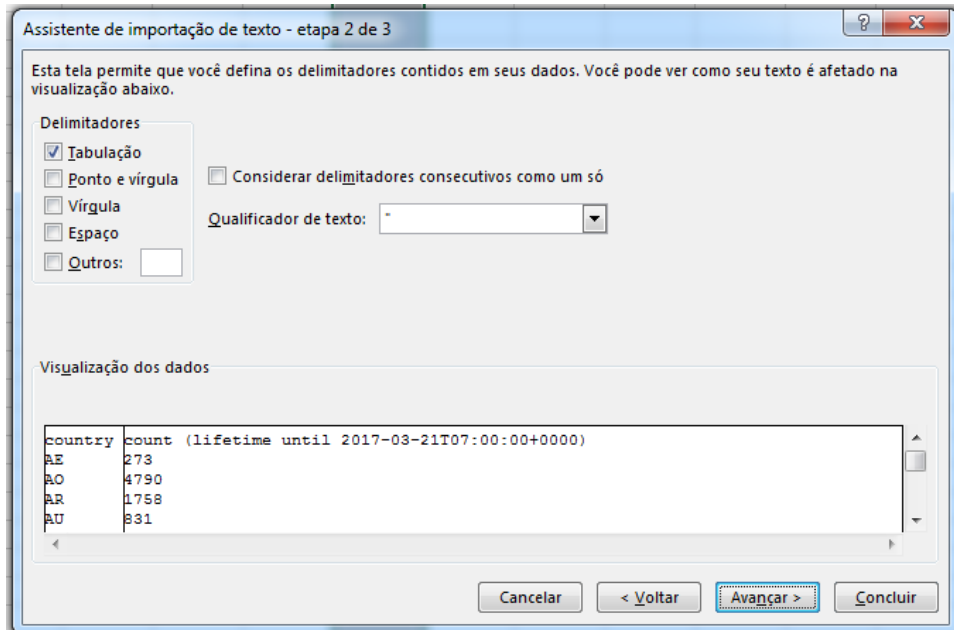 Assistente de importação de texto - etapa 2 de 3
Esta tela permite que você defina os delimitadores contidos em seus dados. Você pode ver como seu texto é afetado na
visualização abaixo.
Delimitadores
Tabulação
Ponto e vírgula
Vírgula
Espaço
Outros:
Considerar delimitadores consecutivos como um só
Qualificador de texto: "
Visualização dos dados
country count (lifetime until 2017-03-21T07:00:00+0000)
AE 273
AO 4790
AR 1758
AU 831
Cancelar < Voltar Avançar > Concluir